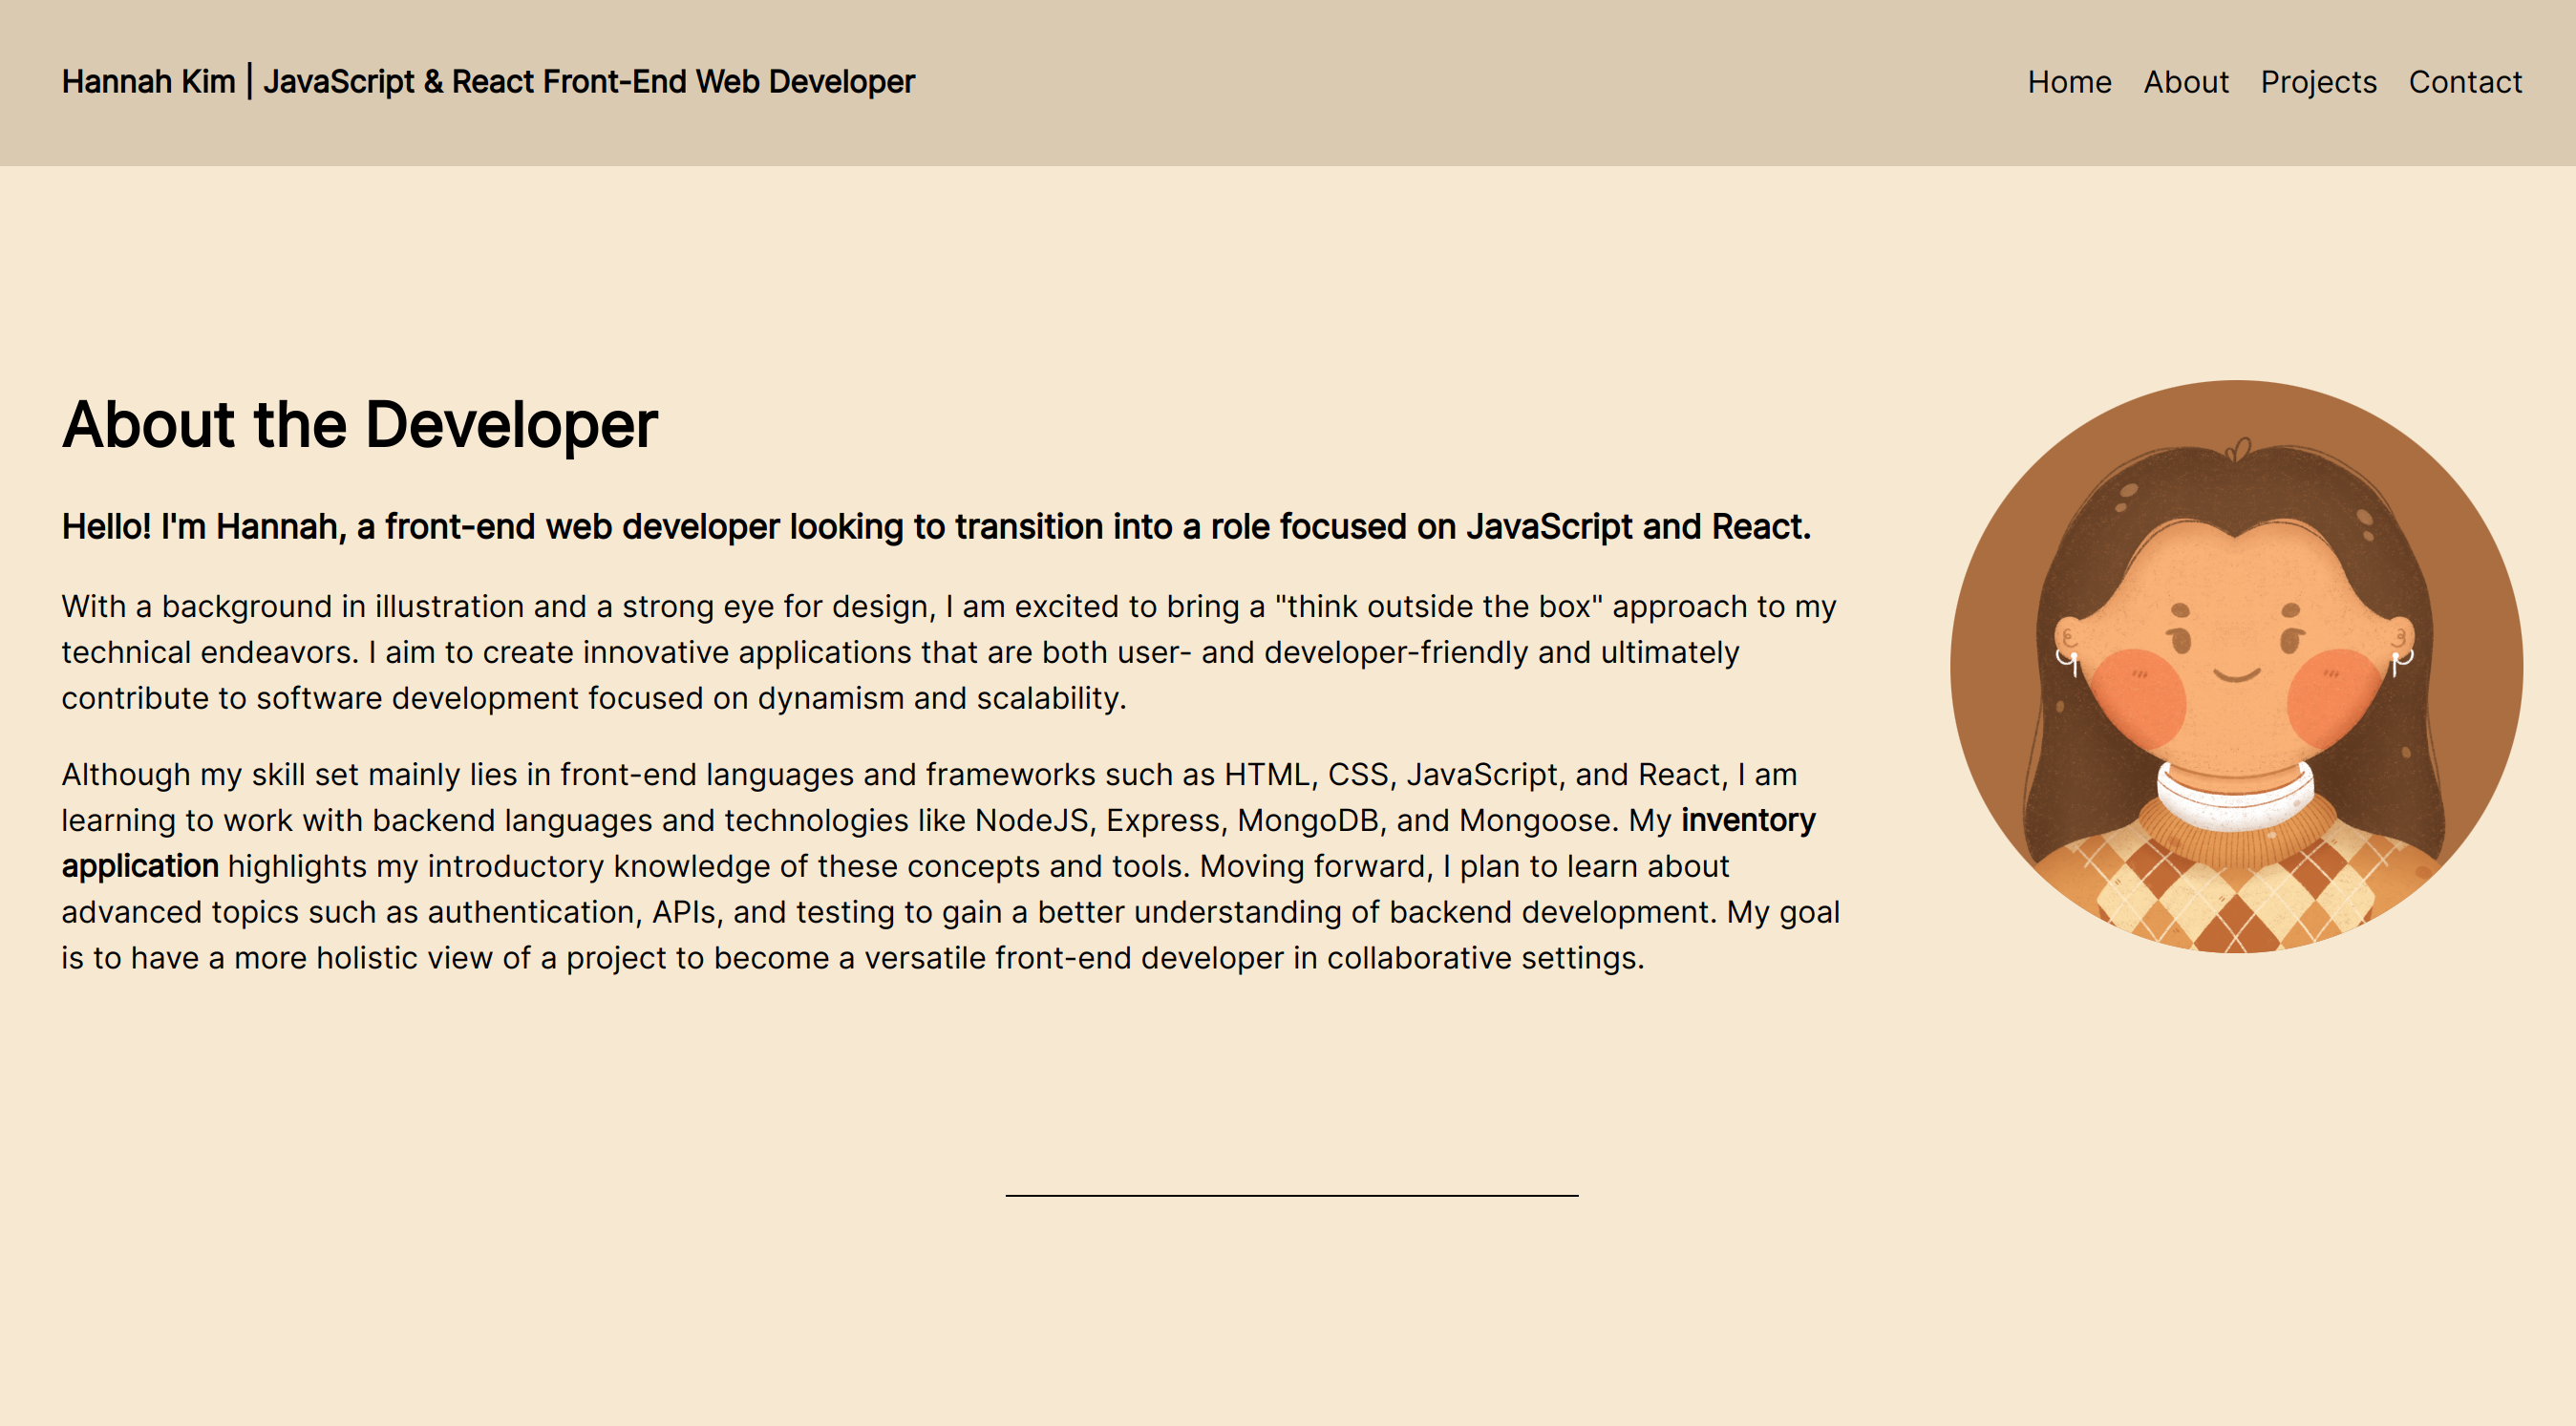 Hannah Kim | JavaScript & React Front-End Web Developer
Home About Projects Contact
About the Developer
Hello! I'm Hannah, a front-end web developer looking to transition into a role focused on JavaScript and React.
With a background in illustration and a strong eye for design, I am excited to bring a "think outside the box" approach to my
technical endeavors. I aim to create innovative applications that are both user- and developer-friendly and ultimately
contribute to software development focused on dynamism and scalability.
Although my skill set mainly lies in front-end languages and frameworks such as HTML, CSS, JavaScript, and React, I am
learning to work with backend languages and technologies like NodeJS, Express, MongoDB, and Mongoose. My inventory
application highlights my introductory knowledge of these concepts and tools. Moving forward, I plan to learn about
advanced topics such as authentication, APIs, and testing to gain a better understanding of backend development. My goal
is to have a more holistic view of a project to become a versatile front-end developer in collaborative settings.